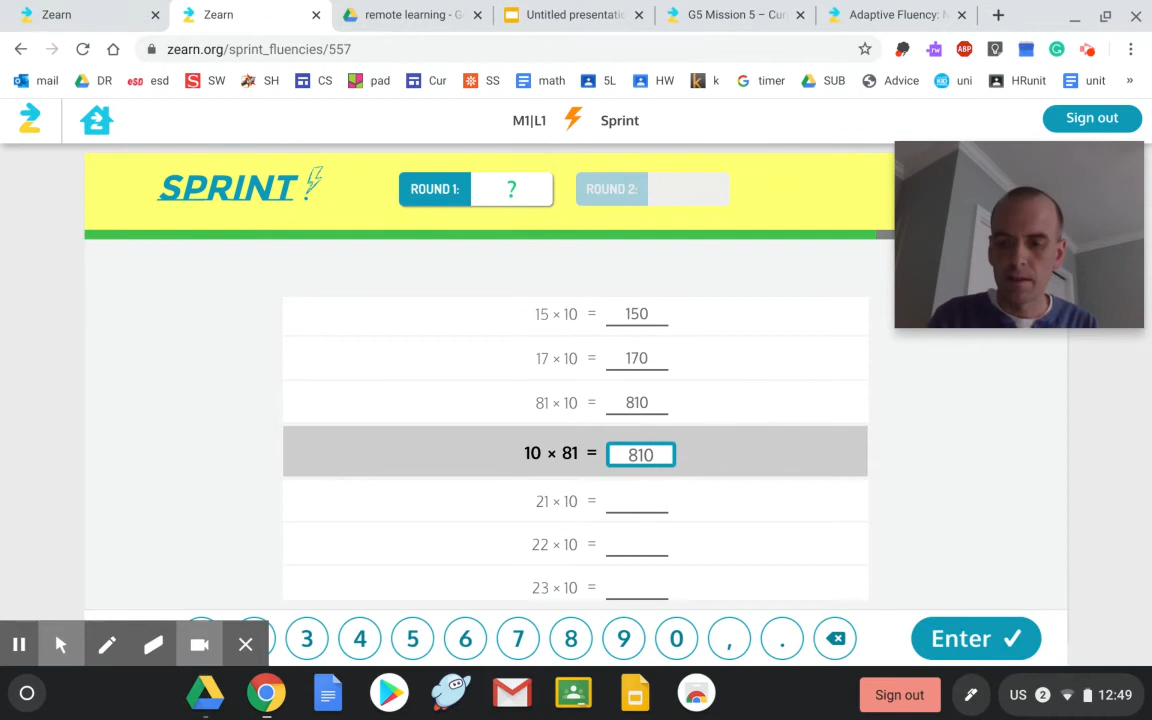 Zearn
Zearn
remote learning - G
Untitled presentatio
G5 Mission 5 – Cur
Adaptive Fluency: M
zearn.org/sprint_fluencies/557
ABP
mail
DR
esd esd
S SW
SH
CS
pad
Cur
SS
math
5L
HW
k k
G timer
SUB
Advice
uni
HRunit
unit
»
M1|L1 Sprint
Sign out
SPRINT
ROUND 1: ?
ROUND 2:
15 × 10 = 150
17 × 10 = 170
81 × 10 = 810
10 × 81 = 810
21 × 10 =
22 × 10 =
23 × 10 =
3 4 5 6 7 8 9 0 , .
Enter ✓
Sign out
US 2 12:49